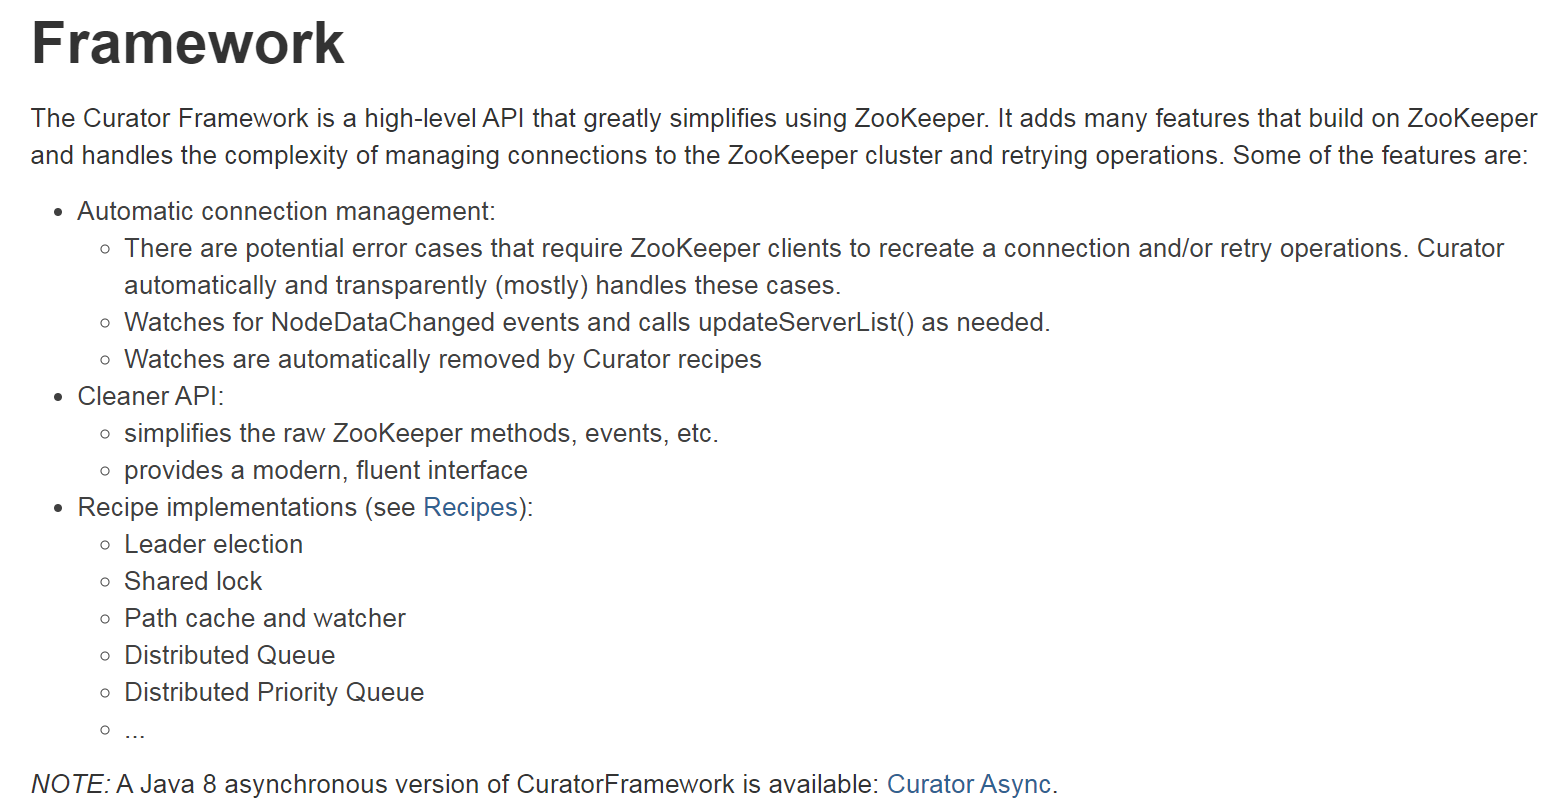 Framework
The Curator Framework is a high-level API that greatly simplifies using ZooKeeper. It adds many features that build on ZooKeeper
and handles the complexity of managing connections to the ZooKeeper cluster and retrying operations. Some of the features are:
• Automatic connection management:
◦ There are potential error cases that require ZooKeeper clients to recreate a connection and/or retry operations. Curator
automatically and transparently (mostly) handles these cases.
◦ Watches for NodeDataChanged events and calls updateServerList() as needed.
◦ Watches are automatically removed by Curator recipes
• Cleaner API:
◦ simplifies the raw ZooKeeper methods, events, etc.
◦ provides a modern, fluent interface
• Recipe implementations (see Recipes):
◦ Leader election
◦ Shared lock
◦ Path cache and watcher
◦ Distributed Queue
◦ Distributed Priority Queue
◦ ...
NOTE: A Java 8 asynchronous version of CuratorFramework is available: Curator Async.